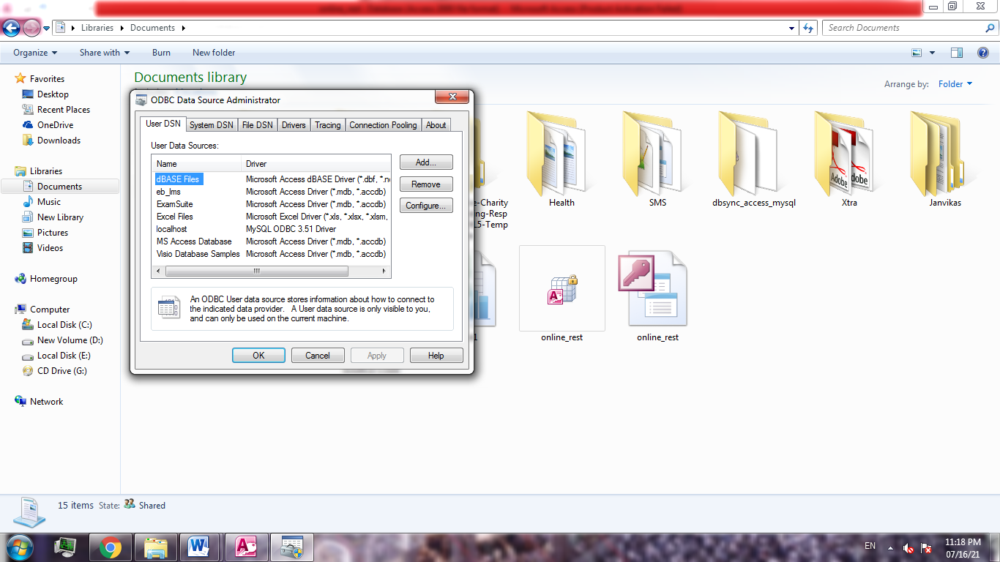 Libraries
Documents
Search Documents
Organize
Share with
Burn
New folder
Favorites
Desktop
Recent Places
OneDrive
Downloads
Libraries
Documents
Music
New Library
Pictures
Videos
Homegroup
Computer
Local Disk (C:)
New Volume (D:)
Local Disk (E:)
CD Drive (G:)
Network
Documents library
Arrange by: Folder
ODBC Data Source Administrator
User DSN System DSN File DSN Drivers Tracing Connection Pooling About
User Data Sources:
Name Driver
dBASE Files Microsoft Access dBASE Driver (*.dbf, *.n
eb_lms Microsoft Access Driver (*.mdb, *.accdb)
ExamSuite Microsoft Access Driver (*.mdb, *.accdb)
Excel Files Microsoft Excel Driver (*.xls, *.xlsx, *.xlsm,
localhost MySQL ODBC 3.51 Driver
MS Access Database Microsoft Access Driver (*.mdb, *.accdb)
Visio Database Samples Microsoft Access Driver (*.mdb, *.accdb)
Add...
Remove
Configure...
An ODBC User data source stores information about how to connect to
the indicated data provider. A User data source is only visible to you,
and can only be used on the current machine.
OK Cancel Apply Help
e-Charity
ng-Resp
L5-Temp
Health
SMS
dbsync_access_mysql
Xtra
Adobe
Janvikas
1
online_rest
online_rest
15 items State: Shared
EN
11:18 PM
07/16/21